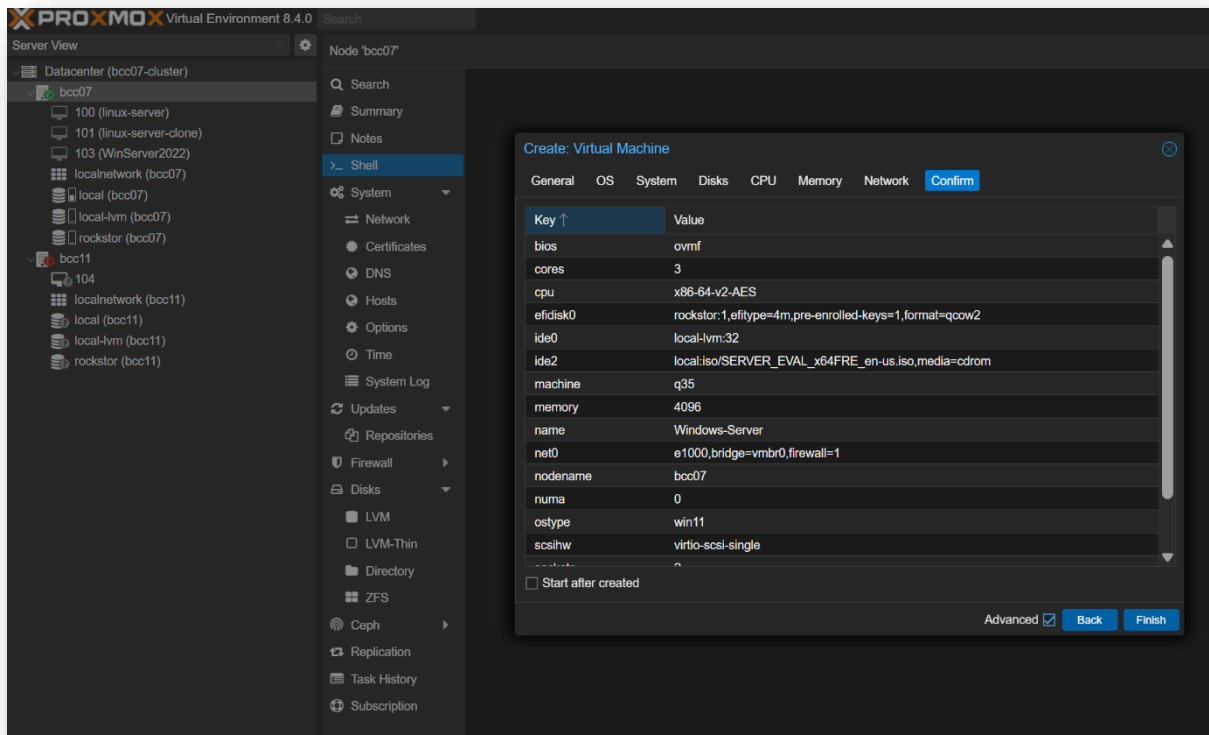 PROXMOX Virtual Environment 8.4.0 Search
Server View
Datacenter (bcc07-cluster)
bcc07
100 (linux-server)
101 (linux-server-clone)
103 (WinServer2022)
localnetwork (bcc07)
local (bcc07)
local-lvm (bcc07)
rockstor (bcc07)
bcc11
104
localnetwork (bcc11)
local (bcc11)
local-lvm (bcc11)
rockstor (bcc11)
Node 'bcc07'
Search
Summary
Notes
>_ Shell
System
Network
Certificates
DNS
Hosts
Options
Time
System Log
Updates
Repositories
Firewall
Disks
LVM
LVM-Thin
Directory
ZFS
Ceph
Replication
Task History
Subscription
Create: Virtual Machine
General OS System Disks CPU Memory Network Confirm
Key ↑ Value
bios ovmf
cores 3
cpu x86-64-v2-AES
efidisk0 rockstor:1,efitype=4m,pre-enrolled-keys=1,format=qcow2
ide0 local-lvm:32
ide2 local:iso/SERVER_EVAL_x64FRE_en-us.iso,media=cdrom
machine q35
memory 4096
name Windows-Server
net0 e1000,bridge=vmbr0,firewall=1
nodename bcc07
numa 0
ostype win11
scsihw virtio-scsi-single
Start after created
Advanced Back Finish